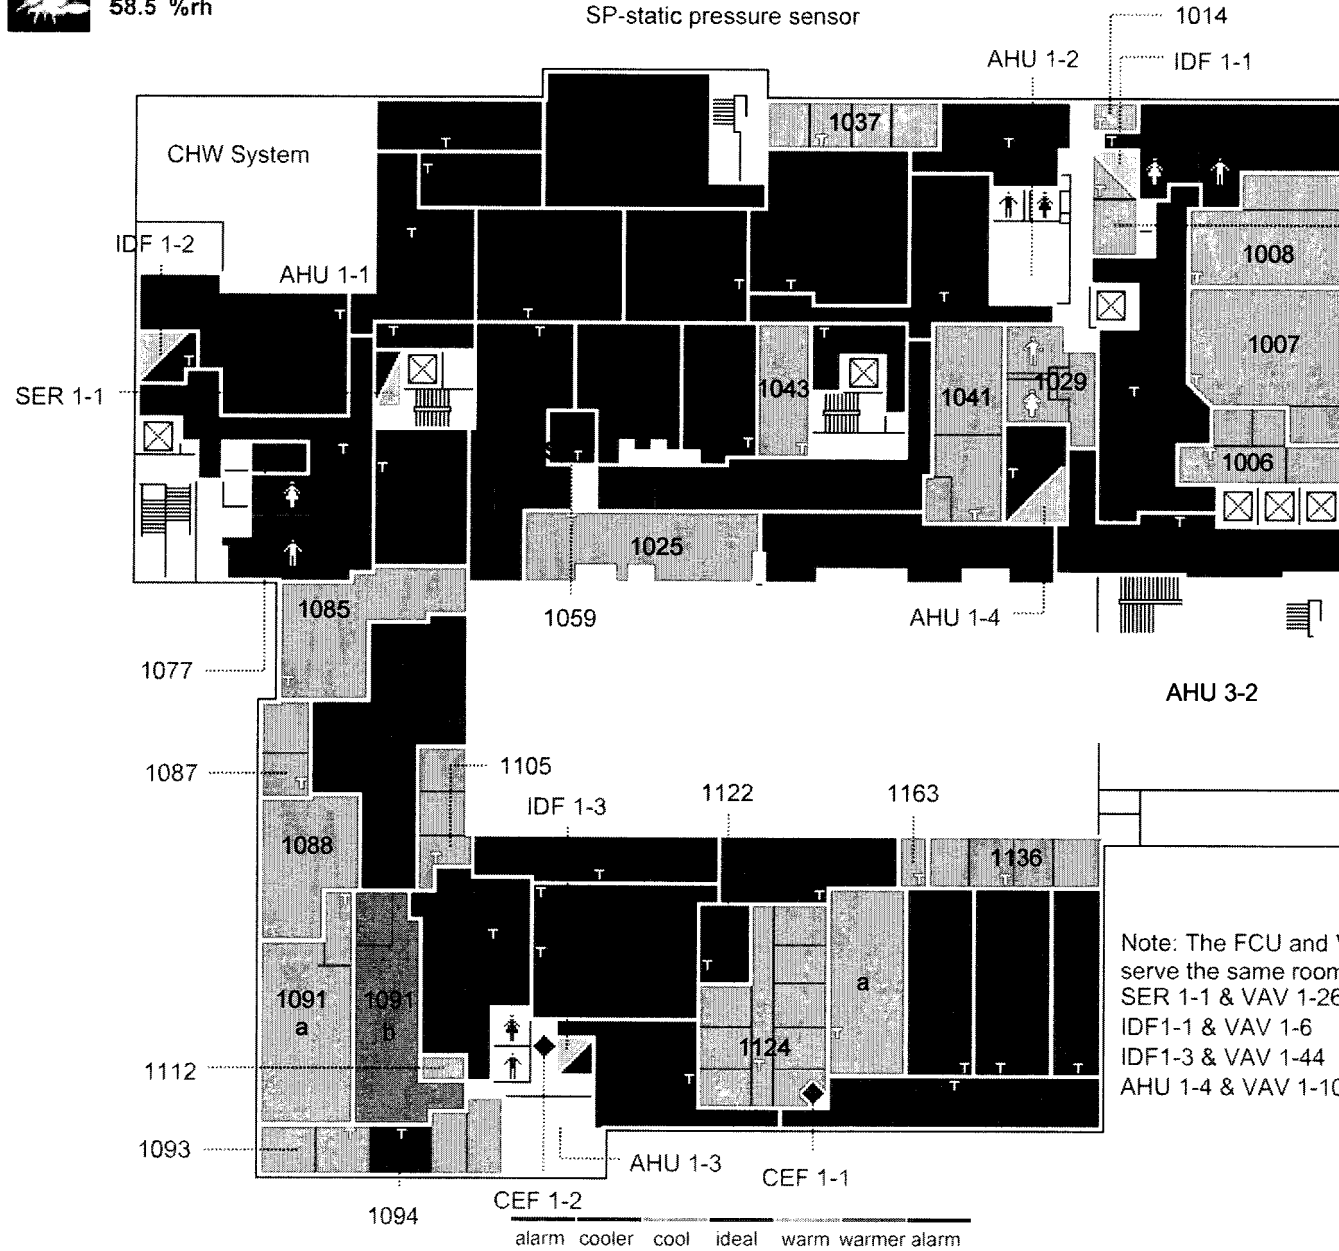 58.5 %rh
SP-static pressure sensor
1014
AHU 1-2
IDF 1-1
1037
CHW System
IDF 1-2
AHU 1-1
1008
1007
SER 1-1
1043
1041
1029
1006
1025
1085
1059
AHU 1-4
1077
AHU 3-2
1087
1105
IDF 1-3
1122
1163
1088
1136
Note: The FCU and
serve the same room
SER 1-1 & VAV 1-26
IDF1-1 & VAV 1-6
IDF1-3 & VAV 1-44
AHU 1-4 & VAV 1-10
1091
a
1091
b
a
1124
1112
1093
AHU 1-3
CEF 1-1
CEF 1-2
1094
alarm cooler cool ideal warm warmer alarm